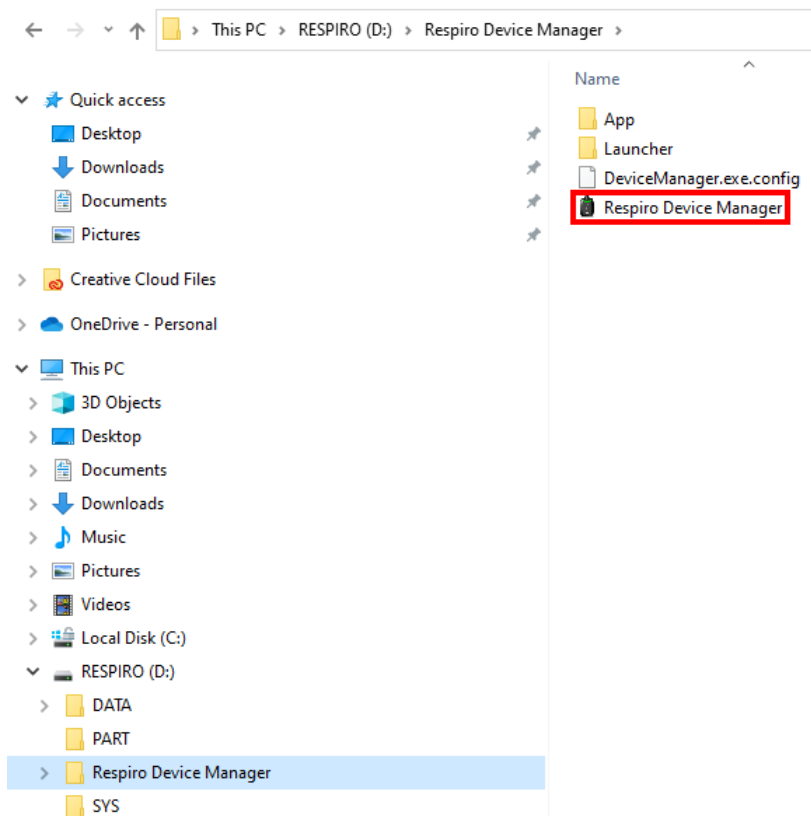 This PC > RESPIRO (D:) > Respiro Device Manager >
Name
App
Launcher
DeviceManager.exe.config
Respiro Device Manager
Quick access
Desktop
Downloads
Documents
Pictures
Creative Cloud Files
OneDrive - Personal
This PC
3D Objects
Desktop
Documents
Downloads
Music
Pictures
Videos
Local Disk (C:)
RESPIRO (D:)
DATA
PART
Respiro Device Manager
SYS